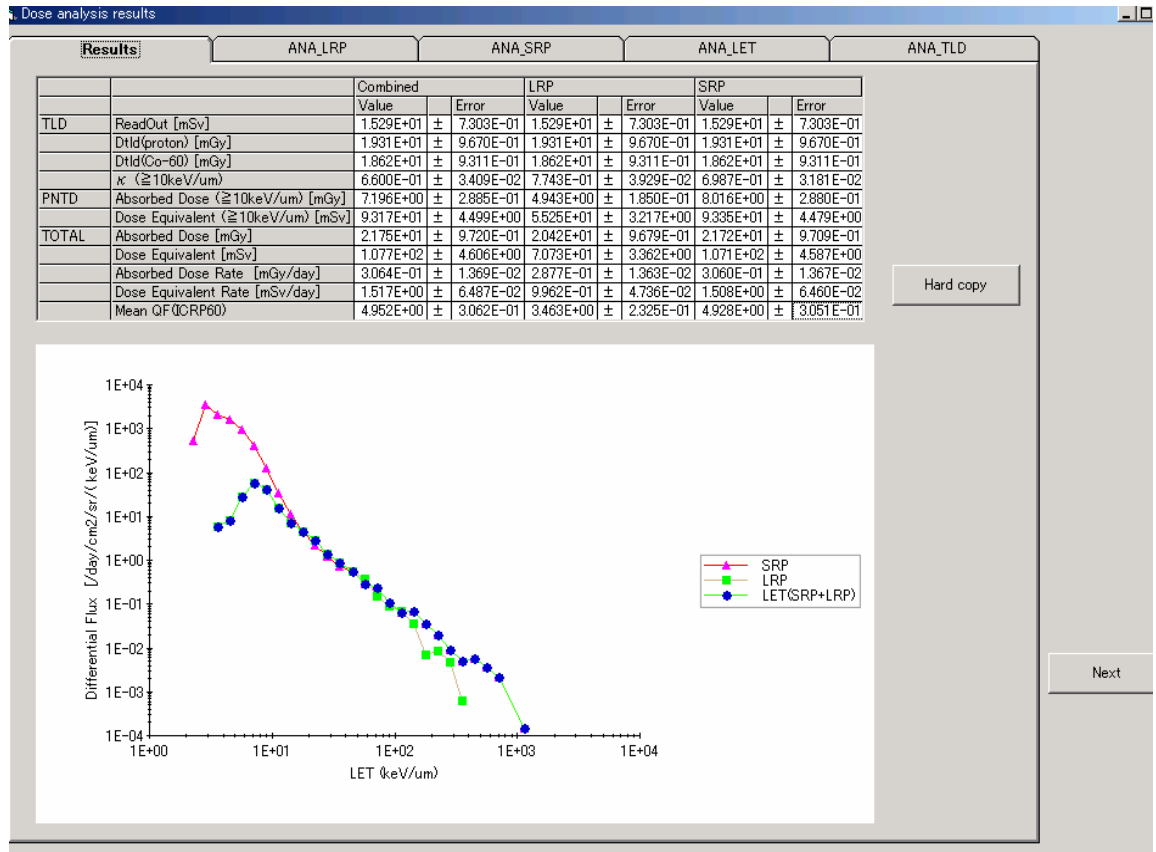 Dose analysis results
Results ANA_LRP ANA_SRP ANA_LET ANA_TLD
Combined LRP SRP
Value Error Value Error Value Error
TLD ReadOut [mSv] 1.529E+01 ± 7.303E-01 1.529E+01 ± 7.303E-01 1.529E+01 ± 7.303E-01
Dtld(proton) [mGy] 1.931E+01 ± 9.670E-01 1.931E+01 ± 9.670E-01 1.931E+01 ± 9.670E-01
Dtld(Co-60) [mGy] 1.862E+01 ± 9.311E-01 1.862E+01 ± 9.311E-01 1.862E+01 ± 9.311E-01
κ (≧10keV/um) 6.600E-01 ± 3.409E-02 7.743E-01 ± 3.929E-02 6.987E-01 ± 3.181E-02
PNTD Absorbed Dose (≧10keV/um) [mGy] 7.196E+00 ± 2.885E-01 4.943E+00 ± 1.850E-01 8.016E+00 ± 2.880E-01
Dose Equivalent (≧10keV/um) [mSv] 9.317E+01 ± 4.499E+00 5.525E+01 ± 3.217E+00 9.335E+01 ± 4.479E+00
TOTAL Absorbed Dose [mGy] 2.175E+01 ± 9.720E-01 2.042E+01 ± 9.679E-01 2.172E+01 ± 9.709E-01
Dose Equivalent [mSv] 1.077E+02 ± 4.606E+00 7.073E+01 ± 3.362E+00 1.071E+02 ± 4.587E+00
Absorbed Dose Rate [mGy/day] 3.064E-01 ± 1.369E-02 2.877E-01 ± 1.363E-02 3.060E-01 ± 1.367E-02
Dose Equivalent Rate [mSv/day] 1.517E+00 ± 6.487E-02 9.962E-01 ± 4.736E-02 1.508E+00 ± 6.460E-02
Mean QF(ICRP60) 4.952E+00 ± 3.062E-01 3.463E+00 ± 2.325E-01 4.928E+00 ± 3.051E-01
Hard copy
Differential Flux [/day/cm2/sr/(keV/um)]
1E+04
1E+03
1E+02
1E+01
1E+00
1E-01
1E-02
1E-03
1E-04
1E+00 1E+01 1E+02 1E+03 1E+04
LET (keV/um)
SRP
LRP
LET(SRP+LRP)
Next